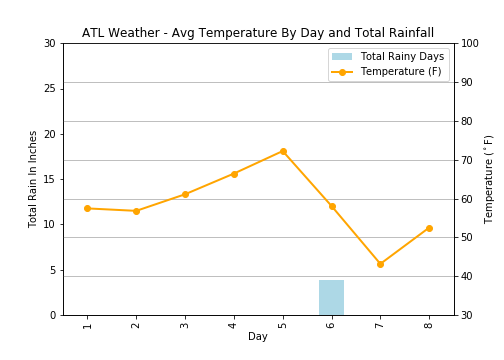 ATL Weather - Avg Temperature By Day and Total Rainfall
Total Rainy Days
Temperature (F)
30
25
20
15
10
5
0
Total Rain In Inches
100
90
80
70
60
50
40
30
Temperature (°F)
1 2 3 4 5 6 7 8
Day